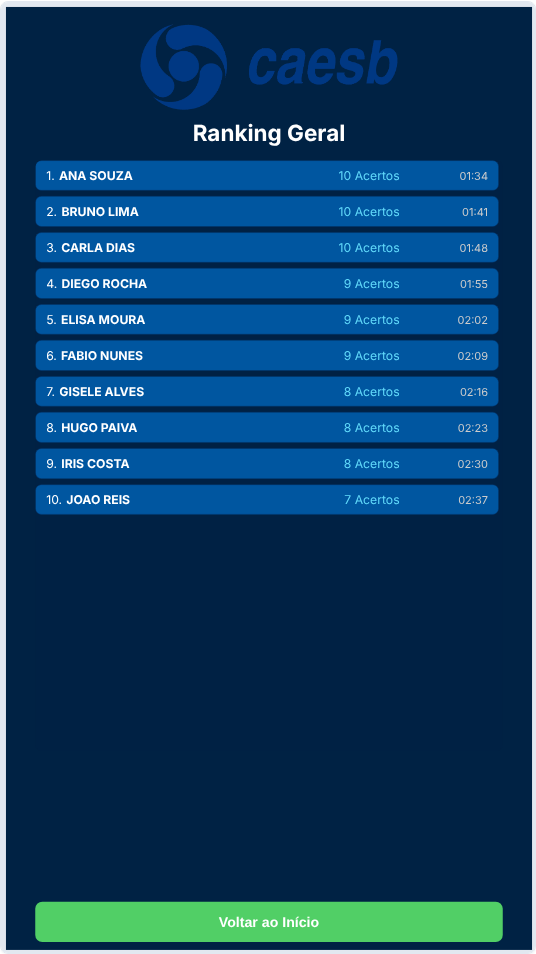 caesb
Ranking Geral
1. ANA SOUZA 10 Acertos 01:34
2. BRUNO LIMA 10 Acertos 01:41
3. CARLA DIAS 10 Acertos 01:48
4. DIEGO ROCHA 9 Acertos 01:55
5. ELISA MOURA 9 Acertos 02:02
6. FABIO NUNES 9 Acertos 02:09
7. GISELE ALVES 8 Acertos 02:16
8. HUGO PAIVA 8 Acertos 02:23
9. IRIS COSTA 8 Acertos 02:30
10. JOAO REIS 7 Acertos 02:37
Voltar ao Início